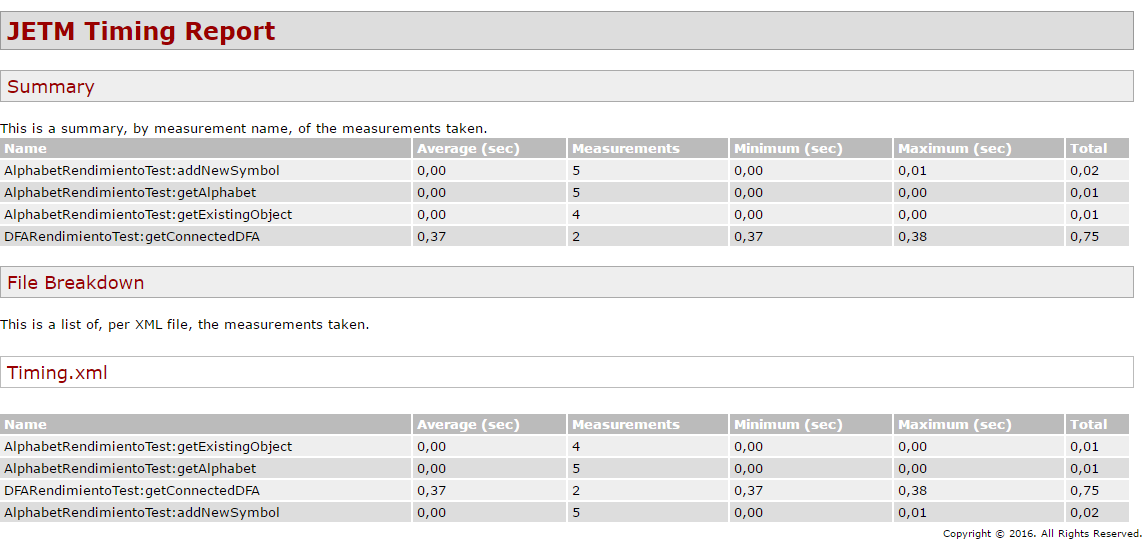 JETM Timing Report
Summary
This is a summary, by measurement name, of the measurements taken.
Name Average (sec) Measurements Minimum (sec) Maximum (sec) Total
AlphabetRendimientoTest:addNewSymbol 0,00 5 0,00 0,01 0,02
AlphabetRendimientoTest:getAlphabet 0,00 5 0,00 0,00 0,01
AlphabetRendimientoTest:getExistingObject 0,00 4 0,00 0,00 0,01
DFARendimientoTest:getConnectedDFA 0,37 2 0,37 0,38 0,75
File Breakdown
This is a list of, per XML file, the measurements taken.
Timing.xml
Name Average (sec) Measurements Minimum (sec) Maximum (sec) Total
AlphabetRendimientoTest:getExistingObject 0,00 4 0,00 0,00 0,01
AlphabetRendimientoTest:getAlphabet 0,00 5 0,00 0,00 0,01
DFARendimientoTest:getConnectedDFA 0,37 2 0,37 0,38 0,75
AlphabetRendimientoTest:addNewSymbol 0,00 5 0,00 0,01 0,02
Copyright © 2016. All Rights Reserved.